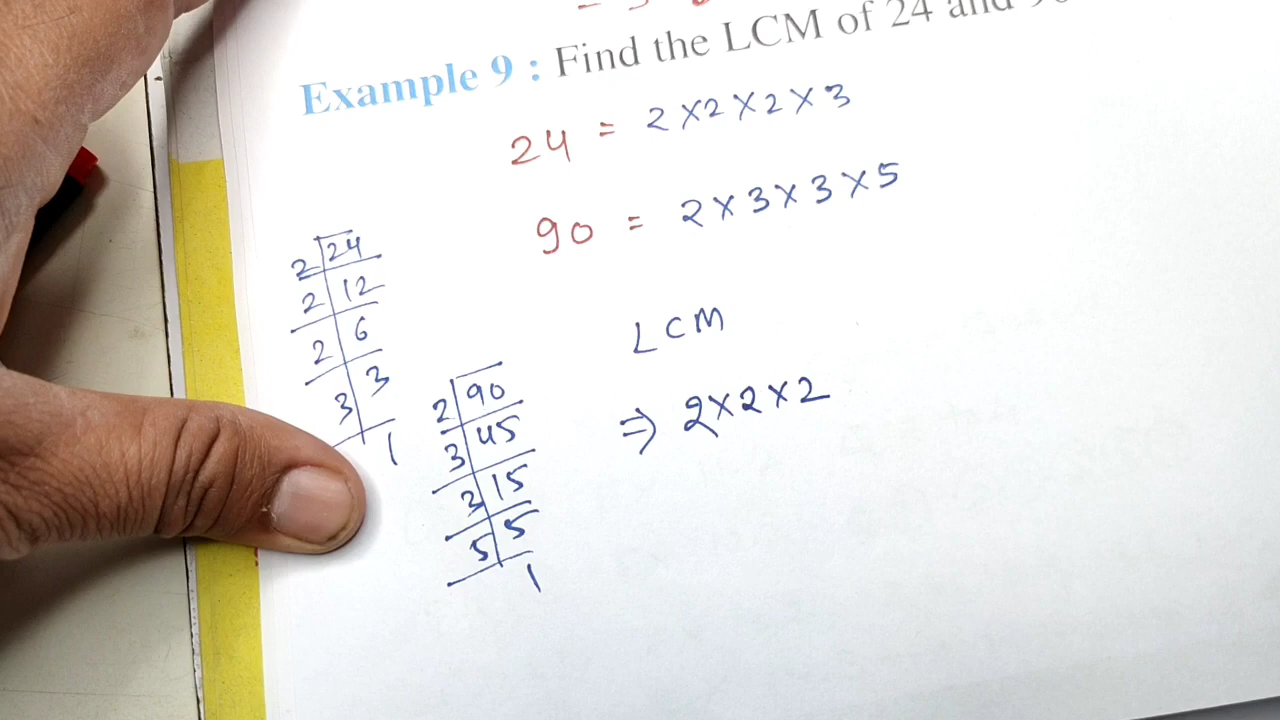 Example 9 : Find the LCM of 24 and
24 = 2 × 2 × 2 × 3
90 = 2 × 3 × 3 × 5
2 24
2 12
2 6
3 3
1
2 90
3 45
3 15
5 5
1
LCM
⇒ 2 × 2 × 2